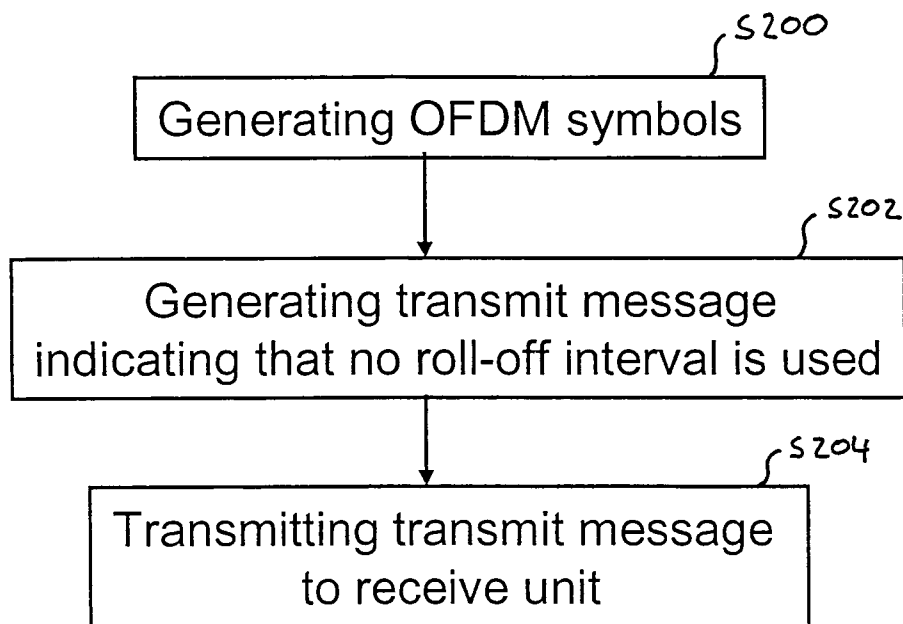 S200
Generating OFDM symbols
S202
Generating transmit message
indicating that no roll-off interval is used
S204
Transmitting transmit message
to receive unit